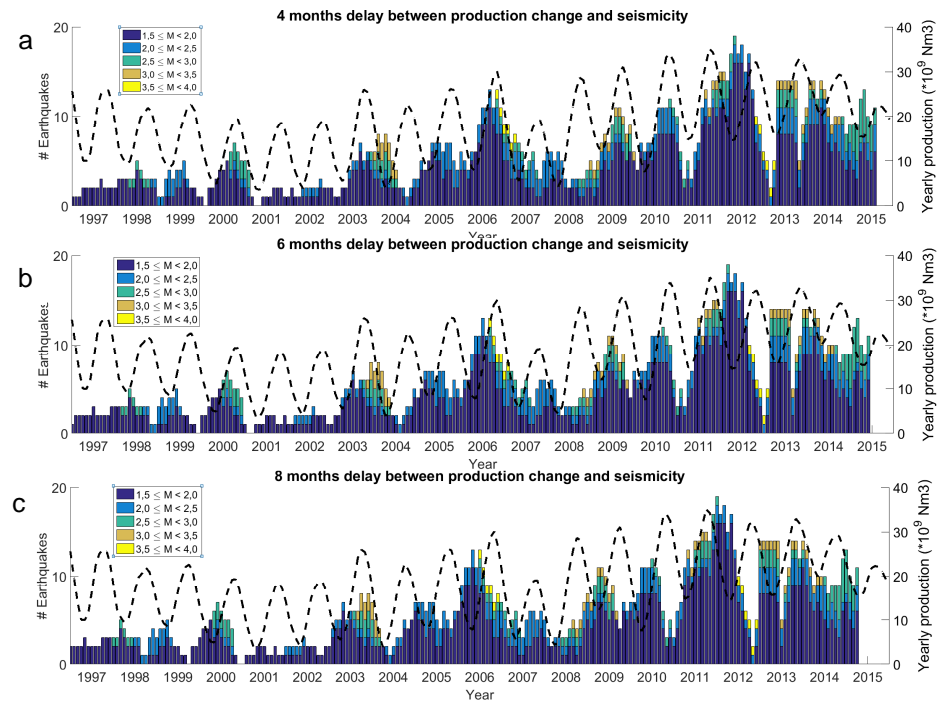 4 months delay between production change and seismicity
a
20
10
0
# Earthquakes
1,5 ≤ M < 2,0
2,0 ≤ M < 2,5
2,5 ≤ M < 3,0
3,0 ≤ M < 3,5
3,5 ≤ M < 4,0
40
30
20
10
0
Yearly production (*10^9 Nm3)
1997 1998 1999 2000 2001 2002 2003 2004 2005 2006 2007 2008 2009 2010 2011 2012 2013 2014 2015
Year
6 months delay between production change and seismicity
b
20
10
0
# Earthquakes
1,5 ≤ M < 2,0
2,0 ≤ M < 2,5
2,5 ≤ M < 3,0
3,0 ≤ M < 3,5
3,5 ≤ M < 4,0
40
30
20
10
0
Yearly production (*10^9 Nm3)
1997 1998 1999 2000 2001 2002 2003 2004 2005 2006 2007 2008 2009 2010 2011 2012 2013 2014 2015
Year
8 months delay between production change and seismicity
c
20
10
0
# Earthquakes
1,5 ≤ M < 2,0
2,0 ≤ M < 2,5
2,5 ≤ M < 3,0
3,0 ≤ M < 3,5
3,5 ≤ M < 4,0
40
30
20
10
0
Yearly production (*10^9 Nm3)
1997 1998 1999 2000 2001 2002 2003 2004 2005 2006 2007 2008 2009 2010 2011 2012 2013 2014 2015
Year